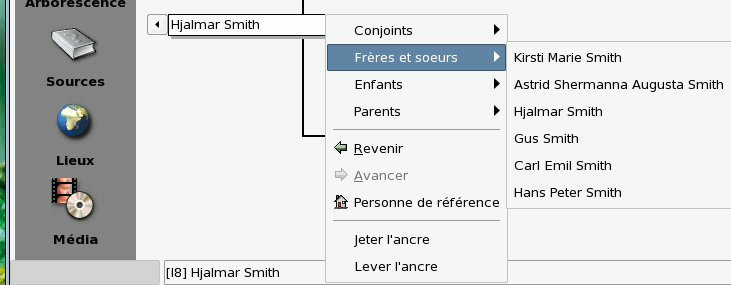 Arborescence
Sources
Lieux
Média
Hjalmar Smith
Conjoints
Frères et soeurs
Enfants
Parents
Revenir
Avancer
Personne de référence
Jeter l'ancre
Lever l'ancre
Kirsti Marie Smith
Astrid Shermanna Augusta Smith
Hjalmar Smith
Gus Smith
Carl Emil Smith
Hans Peter Smith
[I8] Hjalmar Smith